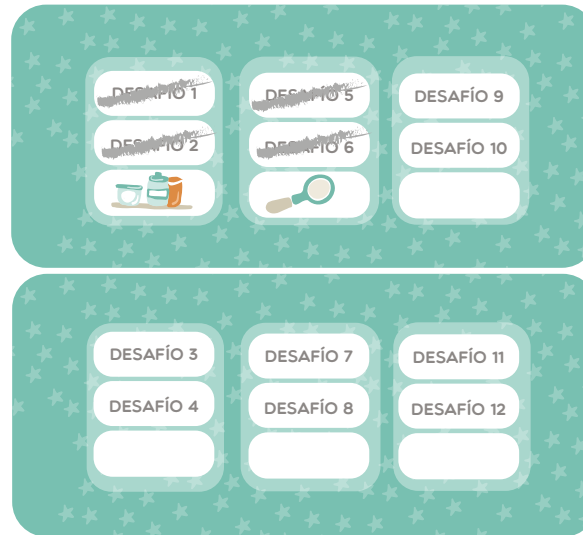 DESAFÍO 1
DESAFÍO 2
DESAFÍO 5
DESAFÍO 6
DESAFÍO 9
DESAFÍO 10
DESAFÍO 3
DESAFÍO 4
DESAFÍO 7
DESAFÍO 8
DESAFÍO 11
DESAFÍO 12